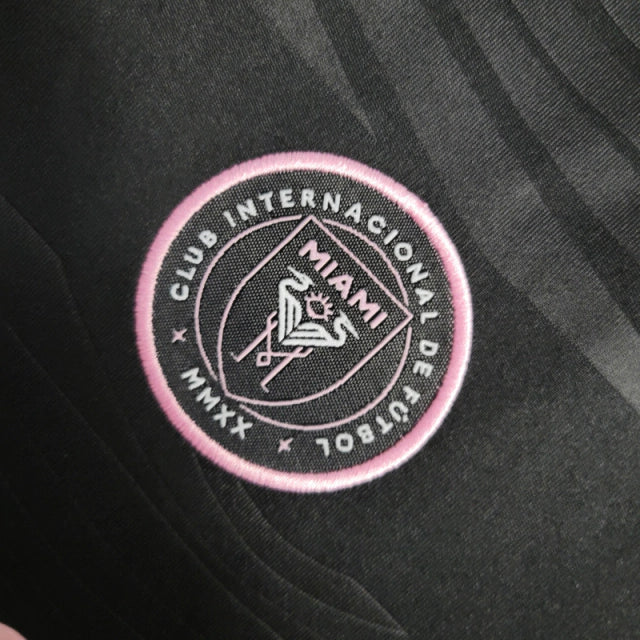 CLUB INTERNACIONAL DE FÚTBOL
MIAMI
MMXX